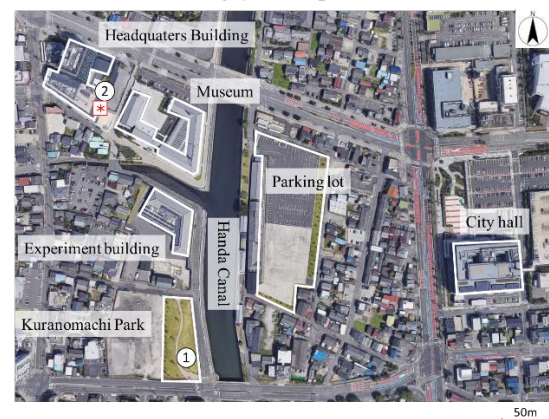 Headquaters Building
N
②
*
Museum
Parking lot
City hall
Experiment building
Handa Canal
Kuranomachi Park
①
50m